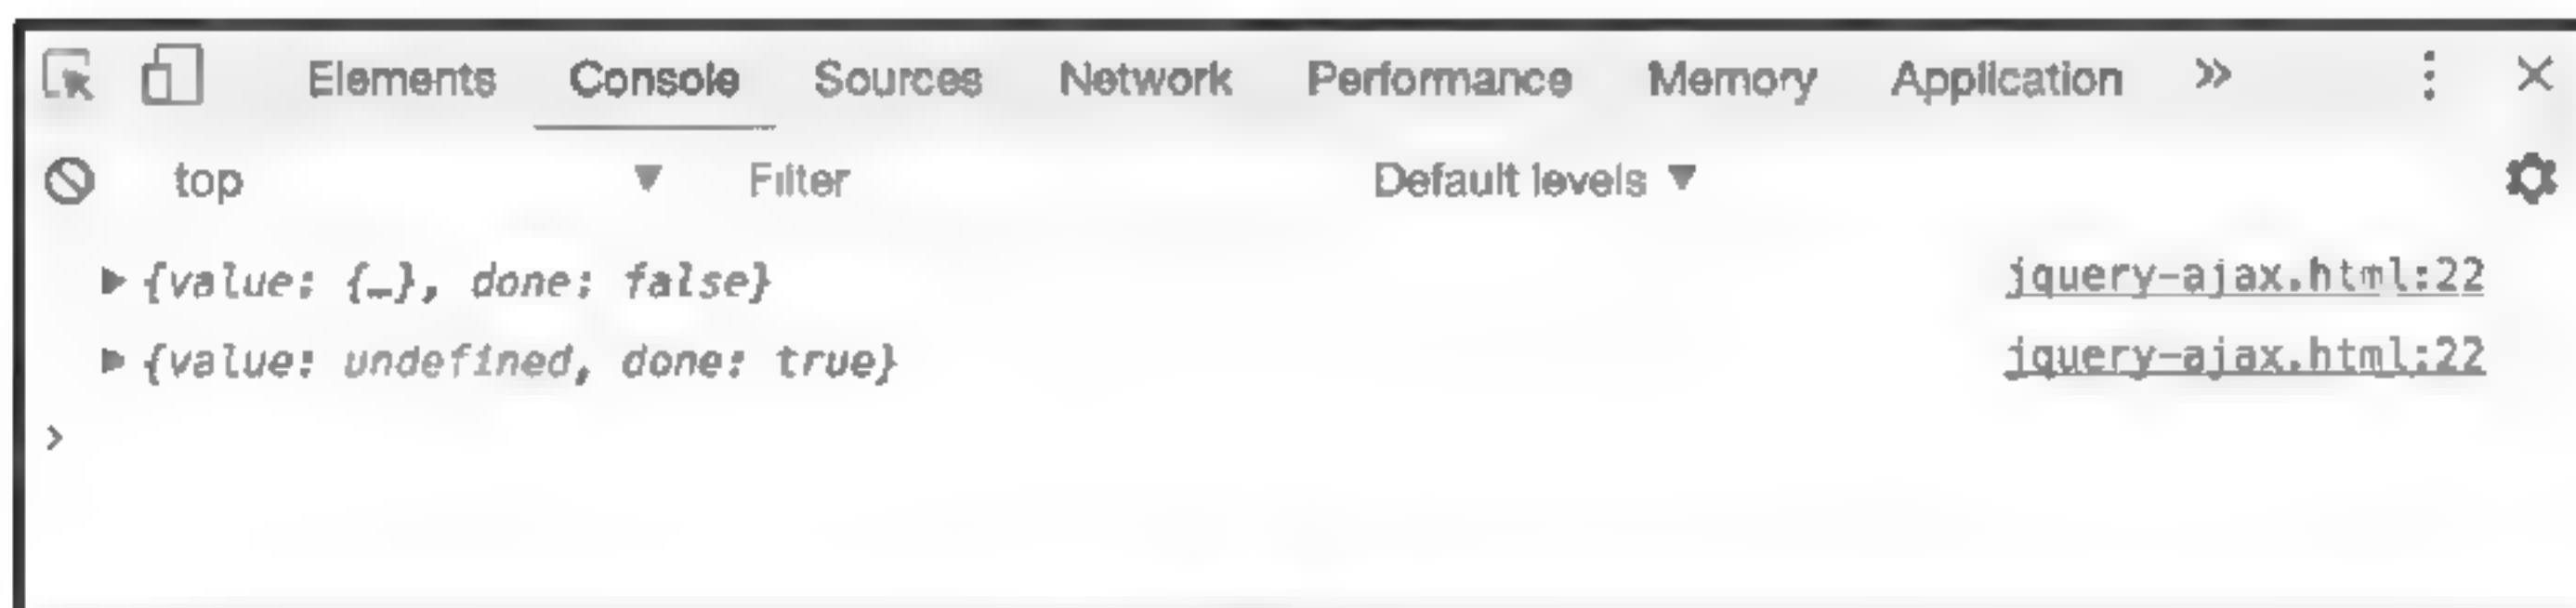 Elements Console Sources Network Performance Memory Application »
top ▼ Filter Default levels ▼
▶ {value: {…}, done: false} jquery-ajax.html:22
▶ {value: undefined, done: true} jquery-ajax.html:22
>